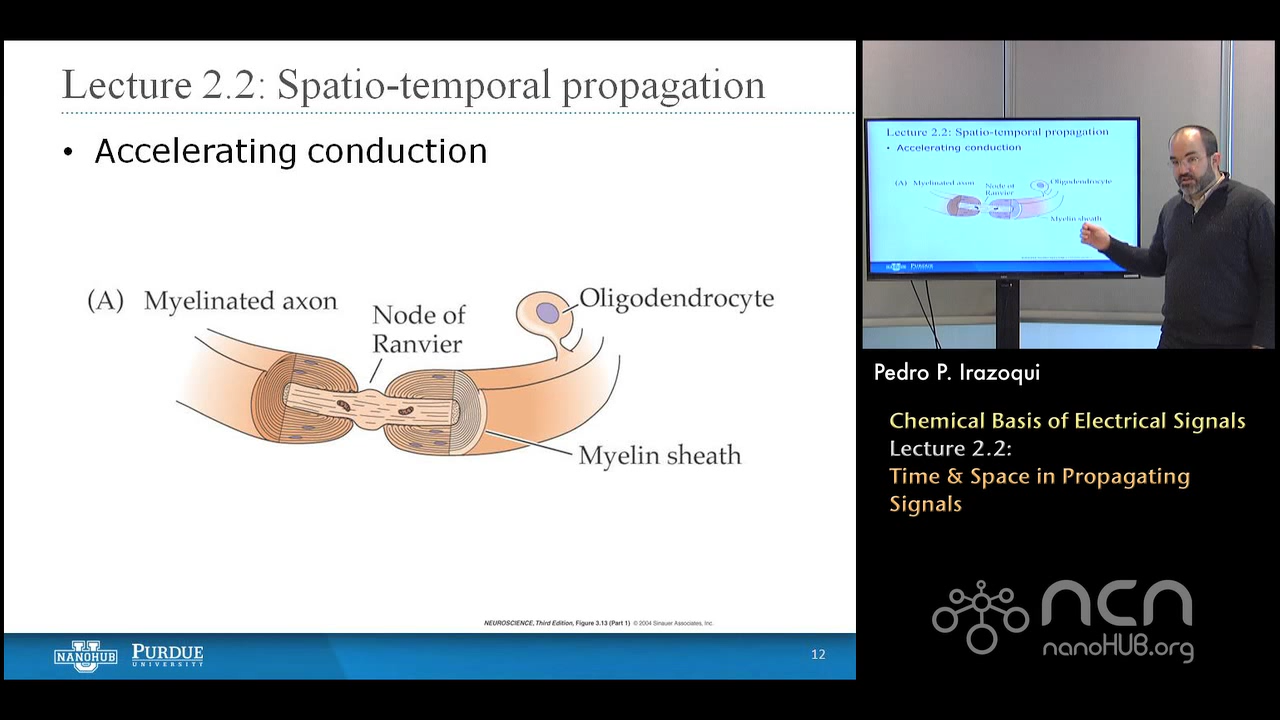 Lecture 2.2: Spatio-temporal propagation
• Accelerating conduction
(A) Myelinated axon
Node of
Ranvier
Oligodendrocyte
Myelin sheath
NEUROSCIENCE, Third Edition, Figure 3.13 (Part 1) © 2004 Sinauer Associates, Inc.
NANOHUB
U
PURDUE
UNIVERSITY
12
Lecture 2.2: Spatio-temporal propagation
• Accelerating conduction
(A) Myelinated axon
Node of
Ranvier
Oligodendrocyte
Myelin sheath
PURDUE
Pedro P. Irazoqui
Chemical Basis of Electrical Signals
Lecture 2.2:
Time & Space in Propagating
Signals
ncn
nanoHUB.org